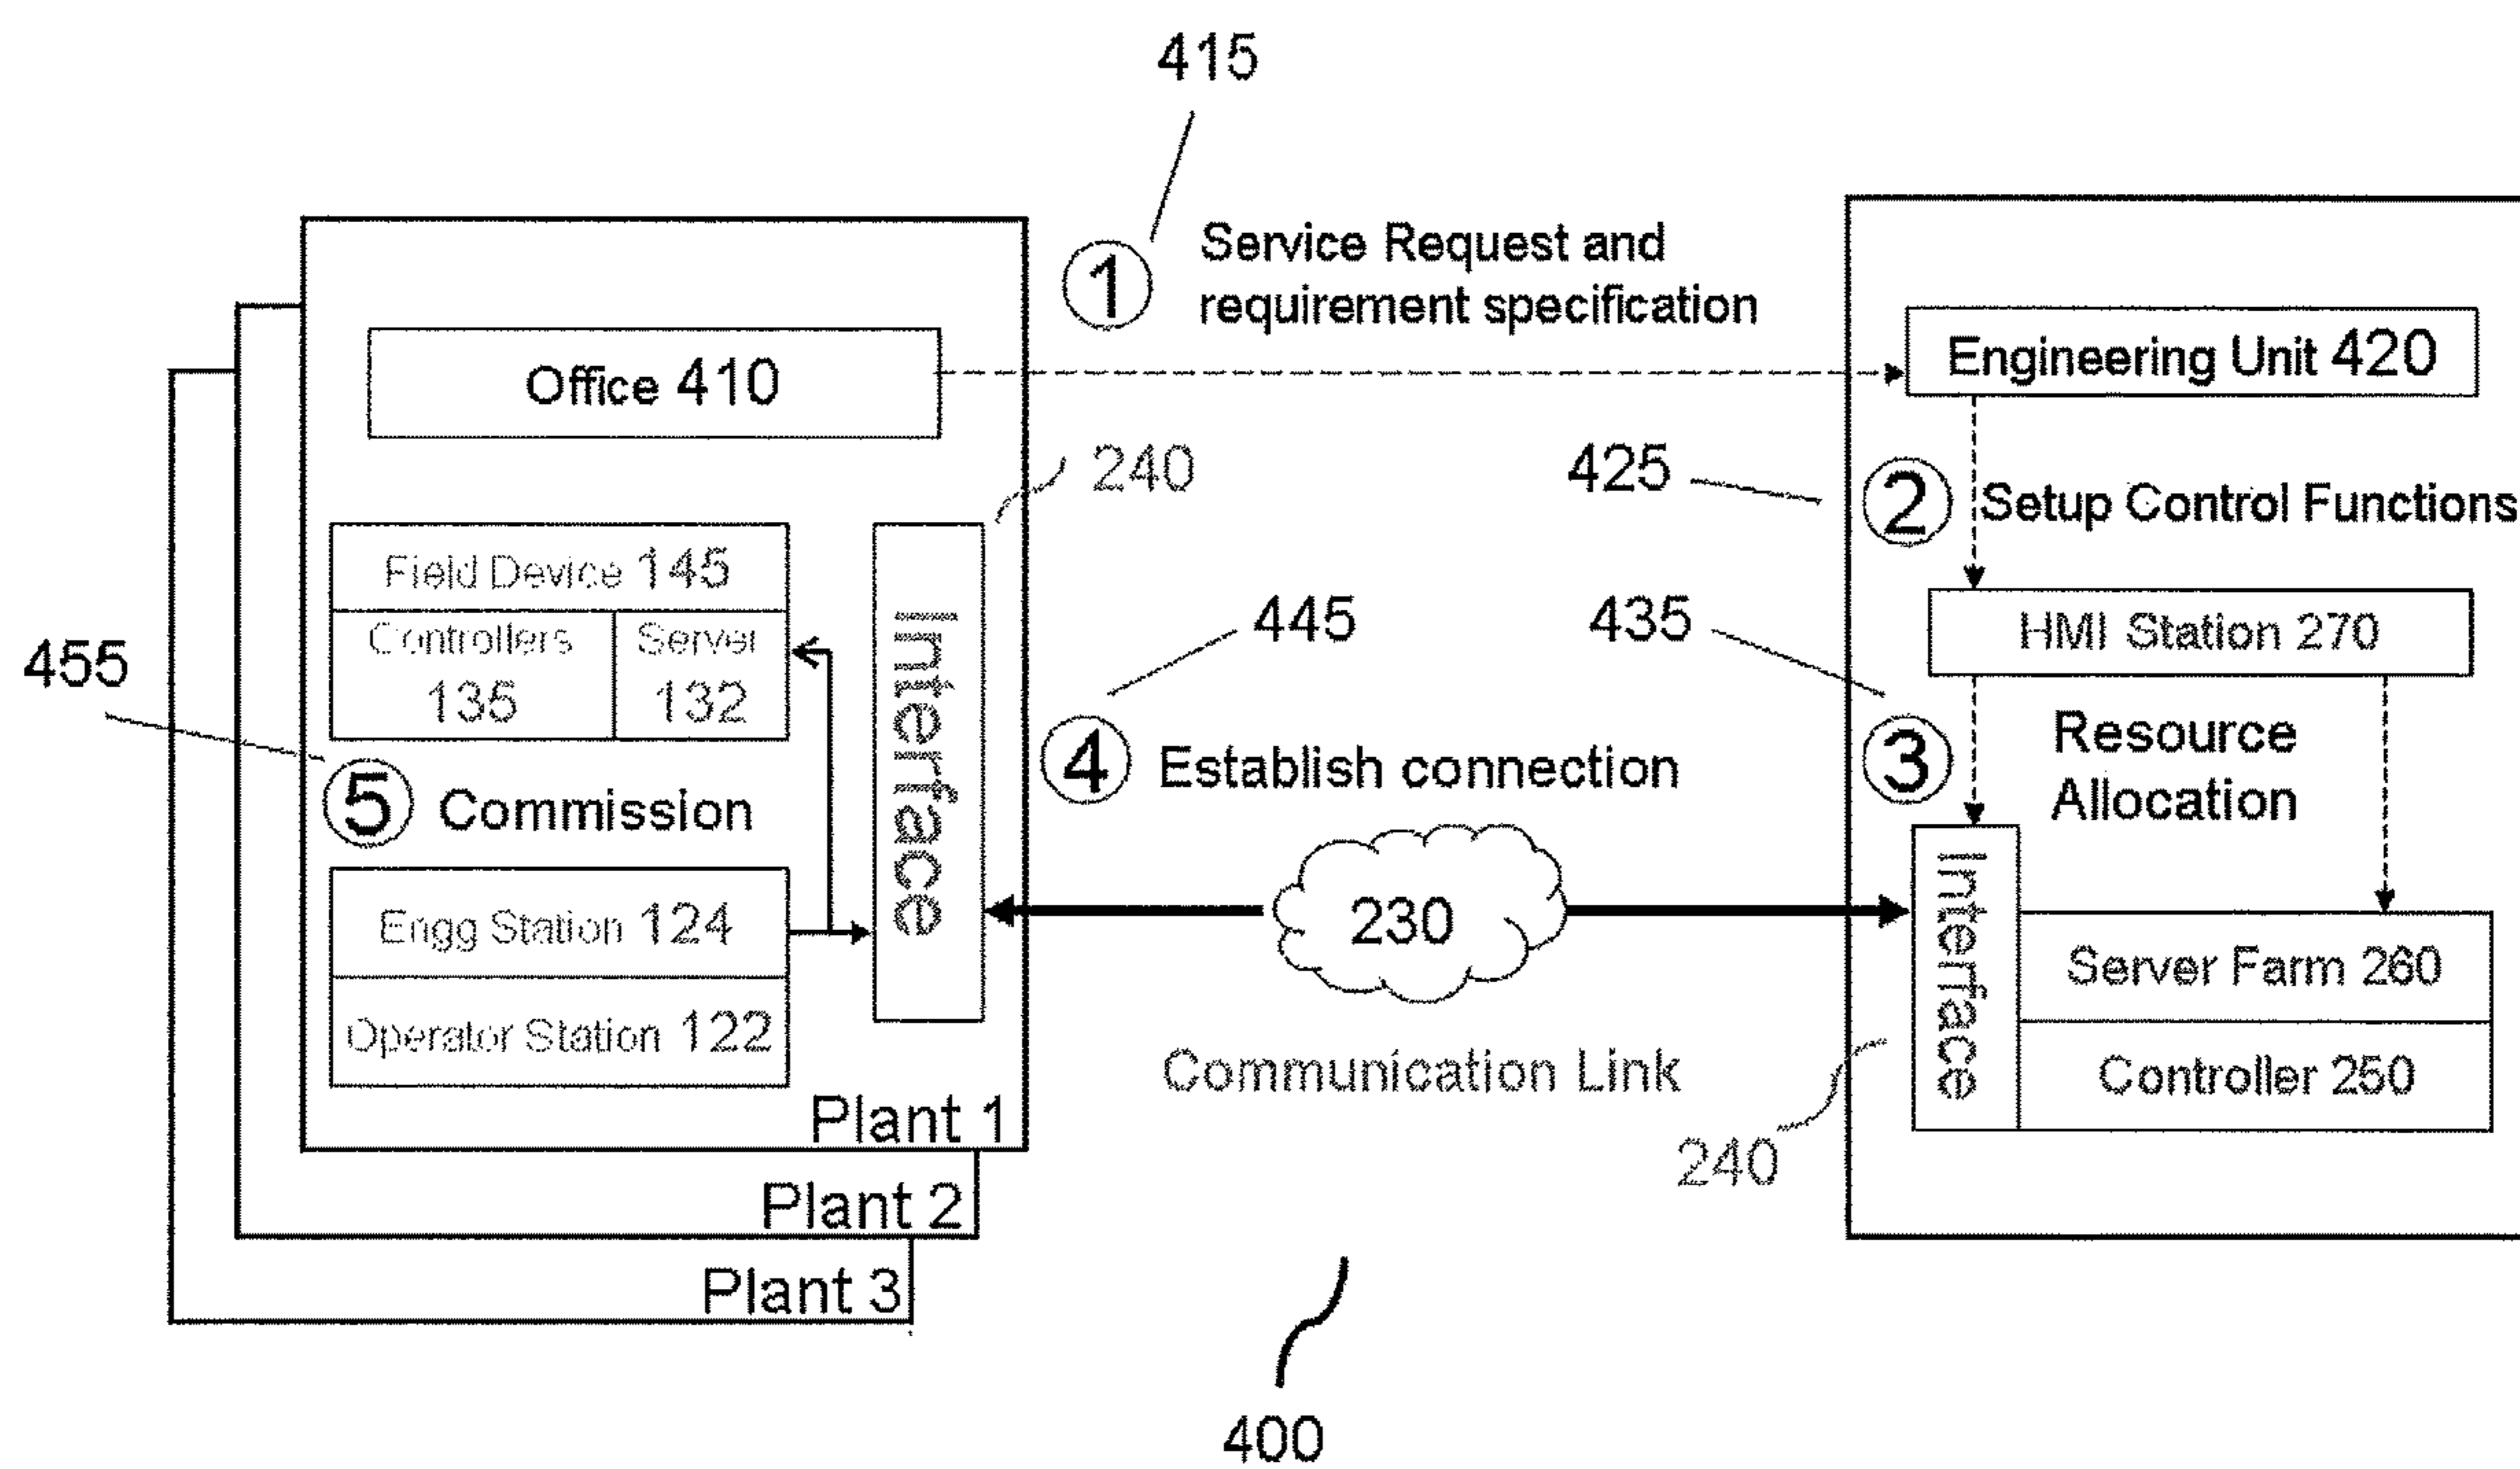 415
① Service Request and
requirement specification
Office 410
Engineering Unit 420
240
425
② Setup Control Functions
Field Device 145
Controllers
135
Server
132
Interface
HMI Station 270
455
445
435
④ Establish connection
③ Resource
Allocation
⑤ Commission
Engg Station 124
Operator Station 122
230
Communication Link
Interface
Server Farm 260
Controller 250
240
Plant 1
Plant 2
Plant 3
400